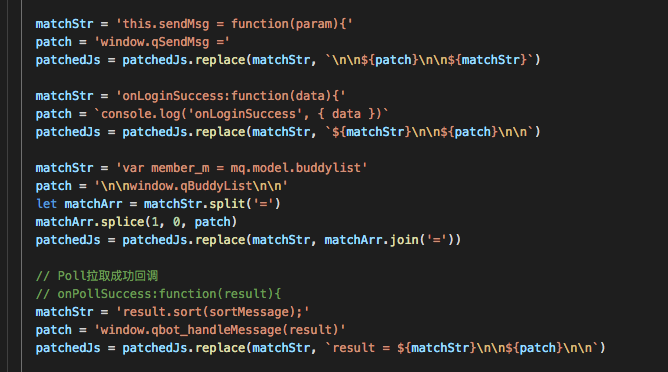 matchStr = 'this.sendMsg = function(param){'
patch = 'window.qSendMsg ='
patchedJs = patchedJs.replace(matchStr, `\n\n${patch}\n\n${matchStr}`)
matchStr = 'onLoginSuccess:function(data){'
patch = `console.log('onLoginSuccess', { data })`
patchedJs = patchedJs.replace(matchStr, `${matchStr}\n\n${patch}\n\n`)
matchStr = 'var member_m = mq.model.buddylist'
patch = '\n\nwindow.qBuddyList\n\n'
let matchArr = matchStr.split('=')
matchArr.splice(1, 0, patch)
patchedJs = patchedJs.replace(matchStr, matchArr.join('='))
// Poll拉取成功回调
// onPollSuccess:function(result){
matchStr = 'result.sort(sortMessage);'
patch = 'window.qbot_handleMessage(result)'
patchedJs = patchedJs.replace(matchStr, `result = ${matchStr}\n\n${patch}\n\n`)